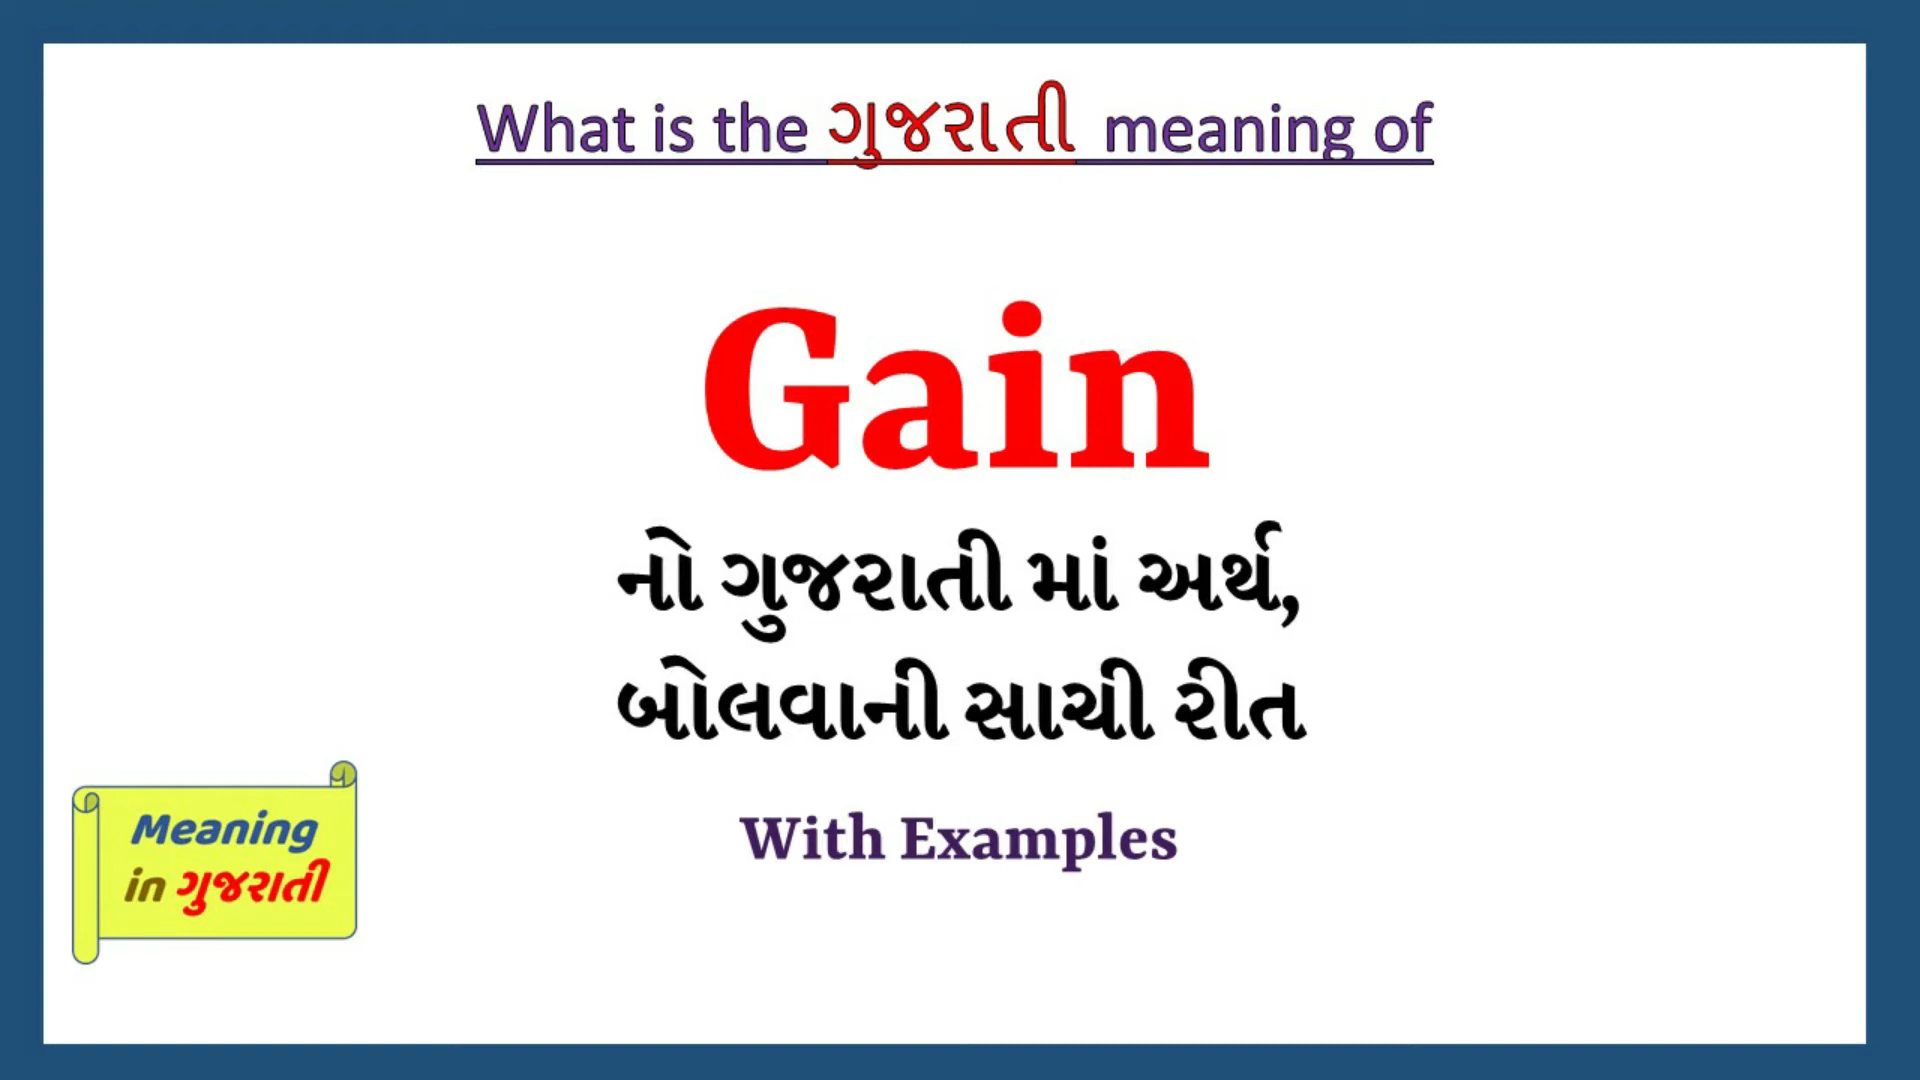 What is the ગુજરાતી meaning of
Gain
નો ગુજરાતી માં અર્થ,
બોલવાની સાચી રીત
With Examples
Meaning
in ગુજરાતી